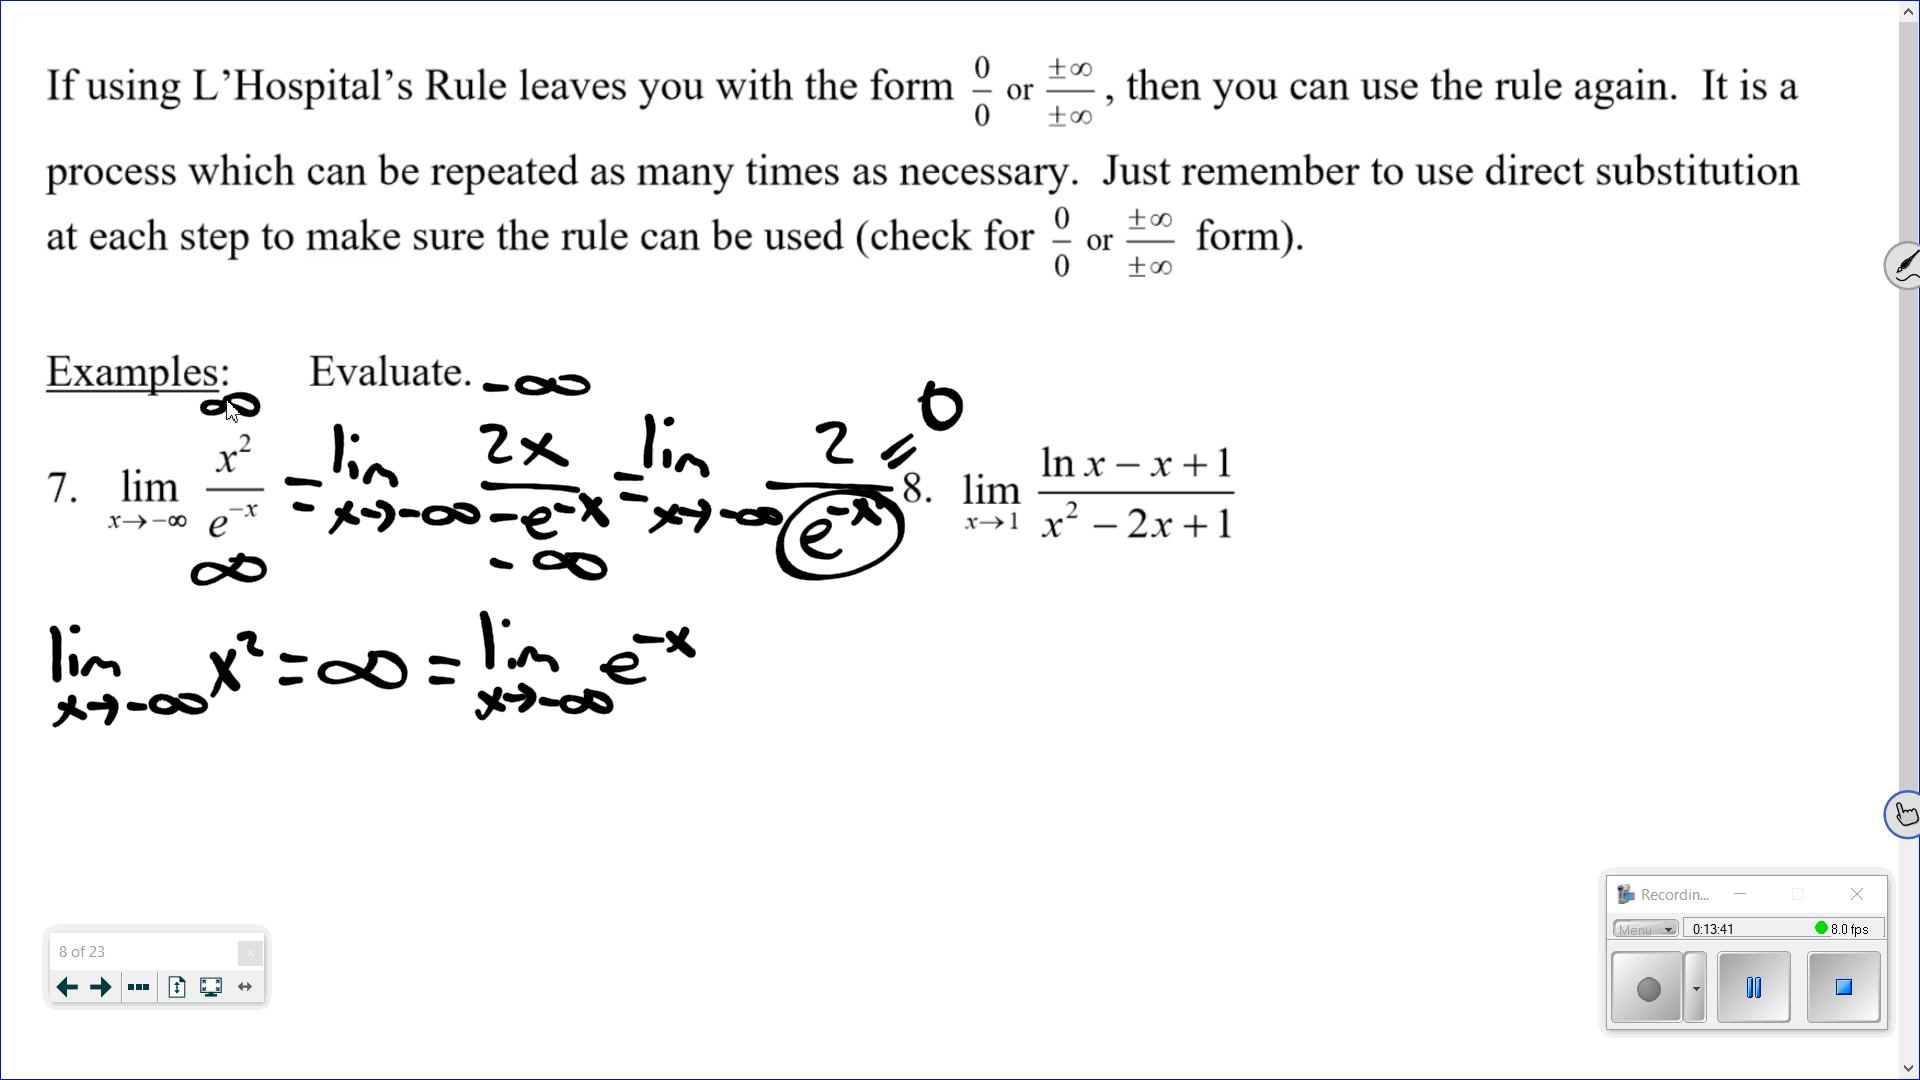 If using L’Hospital’s Rule leaves you with the form 0/0 or ±∞/±∞, then you can use the rule again. It is a
process which can be repeated as many times as necessary. Just remember to use direct substitution
at each step to make sure the rule can be used (check for 0/0 or ±∞/±∞ form).
Examples: Evaluate.
7. lim x→−∞ x²/e⁻ˣ = lim x→−∞ 2x/−e⁻ˣ = lim x→−∞ 2/e⁻ˣ = 0
∞ −∞
∞ −∞
8. lim x→1 (ln x − x + 1)/(x² − 2x + 1)
lim x→−∞ x² = ∞ = lim x→−∞ e⁻ˣ
8 of 23
Recordin...
Menu 0:13:41 8.0 fps